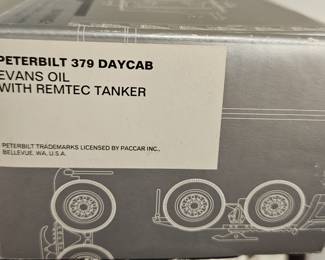 PETERBILT 379 DAYCAB
EVANS OIL
WITH REMTEC TANKER
PETERBILT TRADEMARKS LICENSED BY PACCAR INC.,
BELLEVUE, WA, U.S.A.